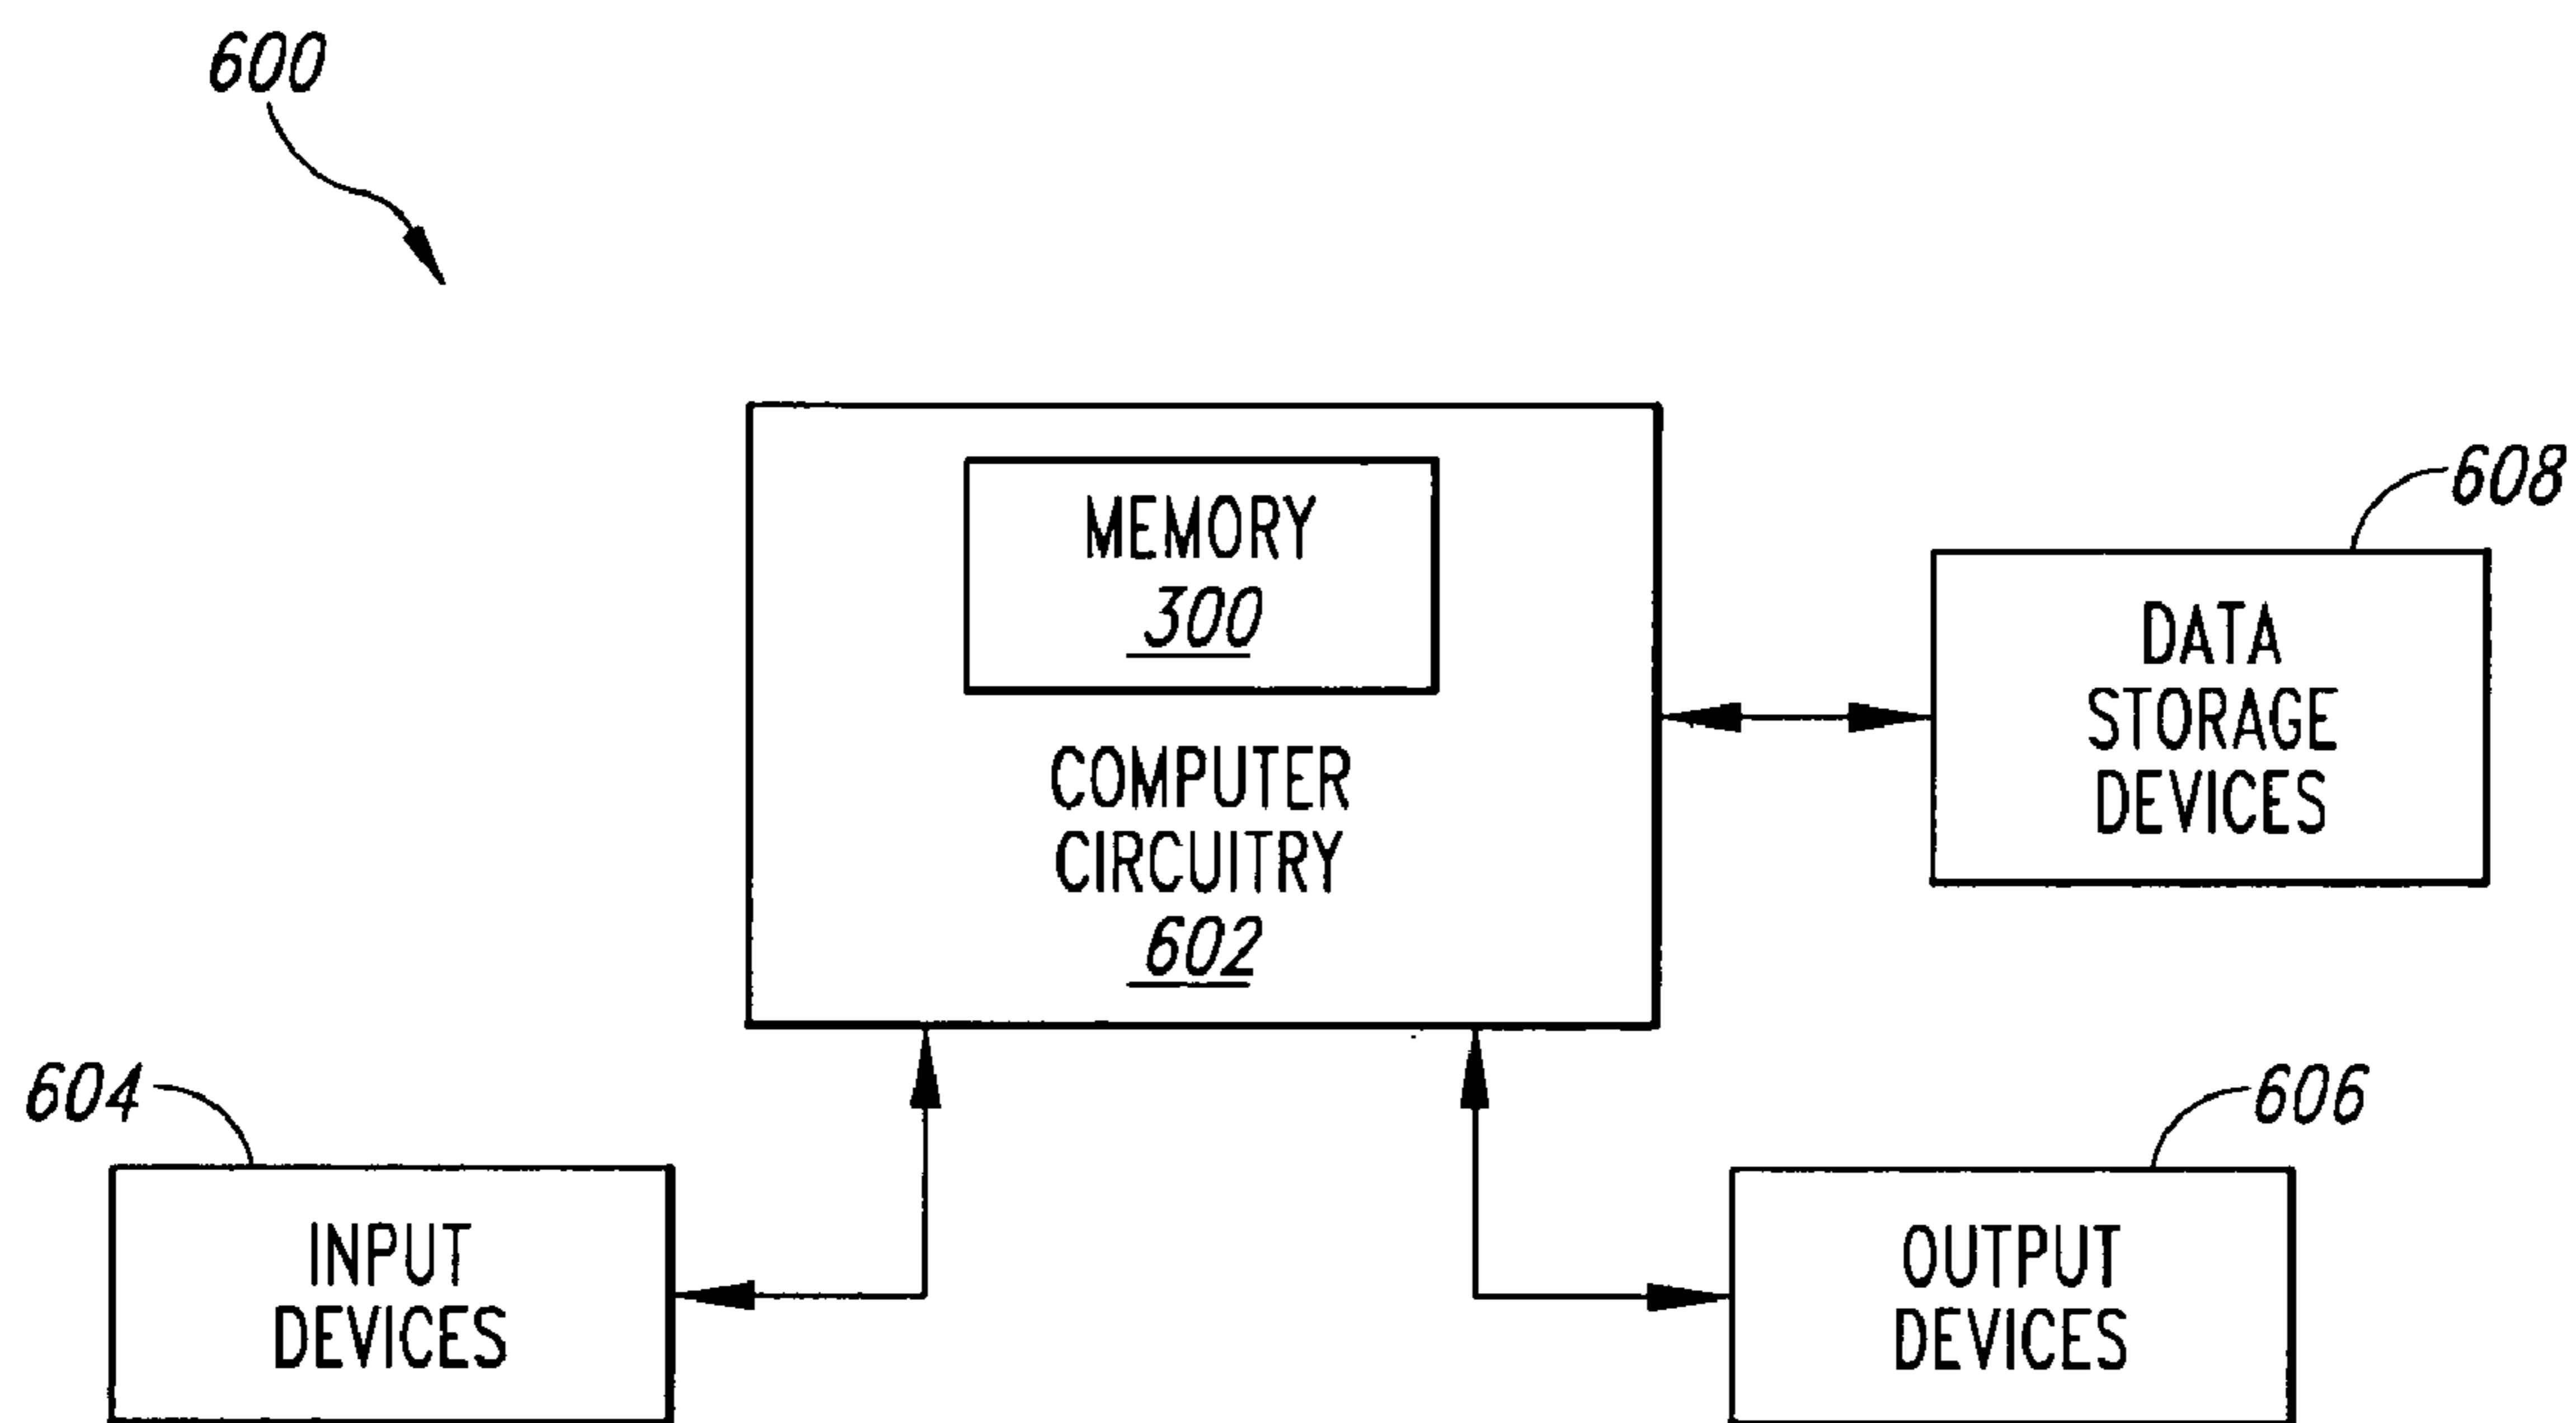 600
MEMORY
300
COMPUTER
CIRCUITRY
602
608
DATA
STORAGE
DEVICES
604
INPUT
DEVICES
606
OUTPUT
DEVICES